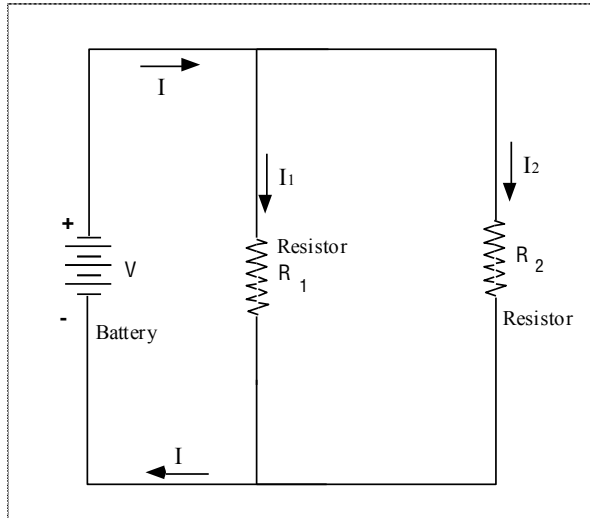 I
I1
I2
+
Resistor
R 1
R 2
V
-
Battery
Resistor
I